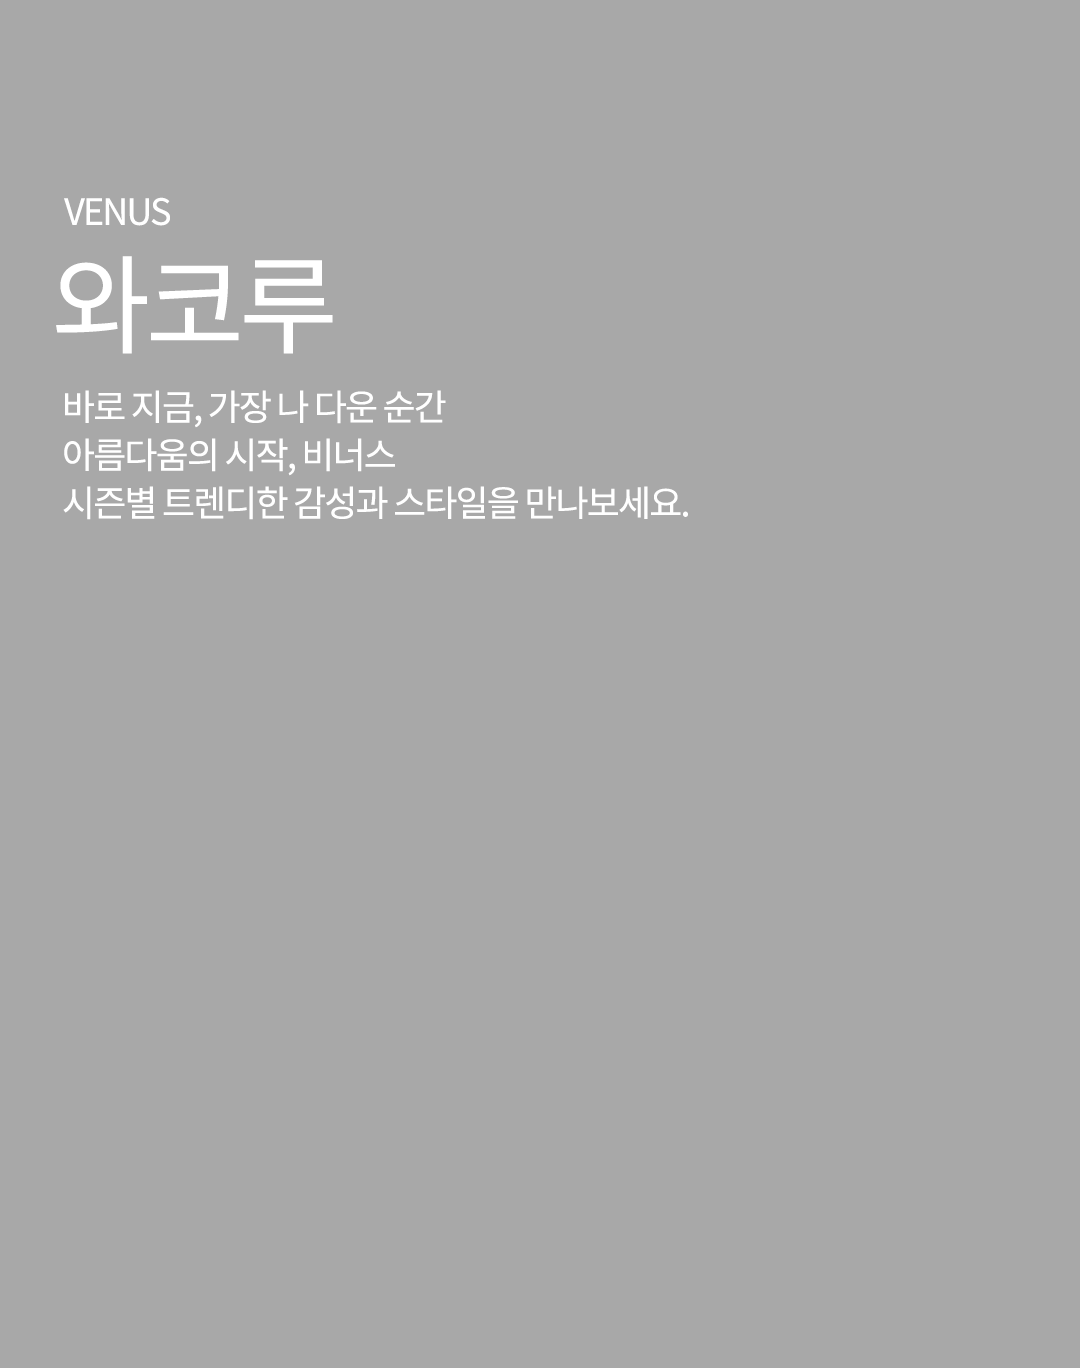 VENUS
와코루
바로 지금, 가장 나 다운 순간
아름다움의 시작, 비너스
시즌별 트렌디한 감성과 스타일을 만나보세요.